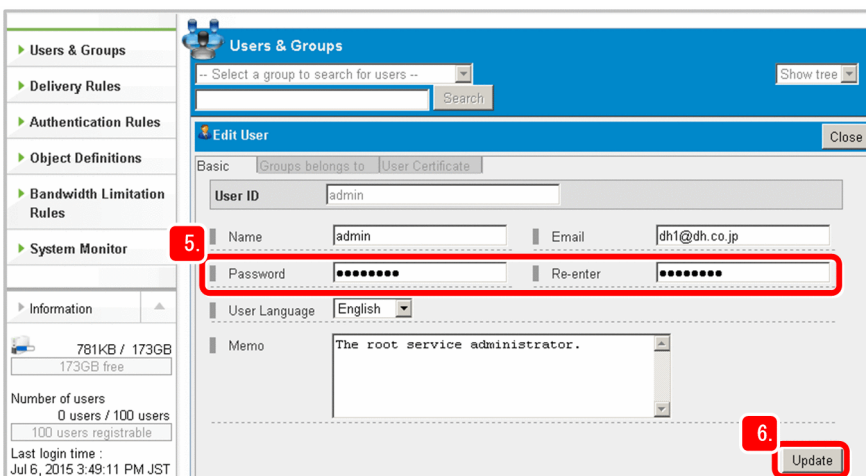 Users & Groups
Delivery Rules
Authentication Rules
Object Definitions
Bandwidth Limitation
Rules
System Monitor
Information
781KB / 173GB
173GB free
Number of users
0 users / 100 users
100 users registrable
Last login time :
Jul 6, 2015 3:49:11 PM JST
Users & Groups
-- Select a group to search for users --
Show tree
Search
Edit User
Close
Basic
Groups belongs to
User Certificate
User ID
admin
Name
admin
Email
dh1@dh.co.jp
5.
Password
●●●●●●●●
Re-enter
●●●●●●●●
User Language
English
Memo
The root service administrator.
6.
Update